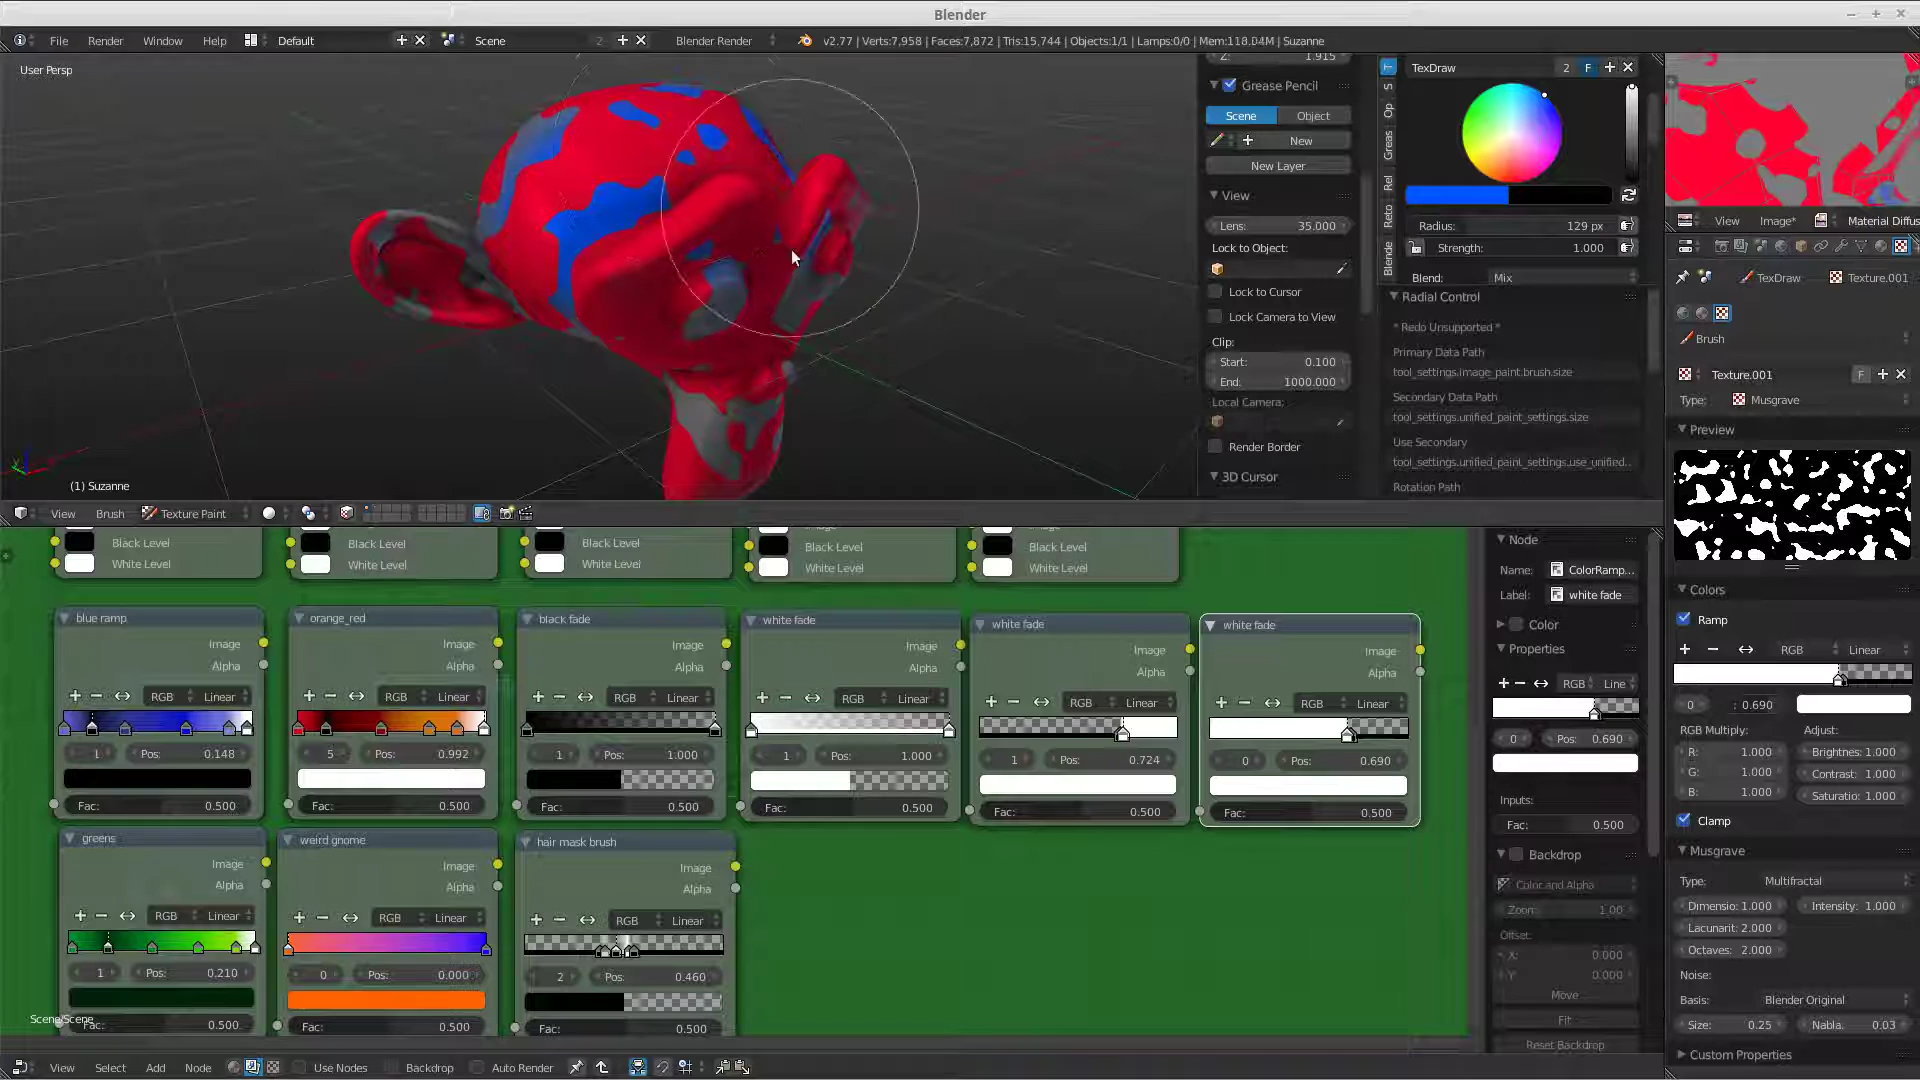 Blender
File Render Window Help Default Scene 2 Blender Render v2.77 | Verts:7,958 | Faces:7,872 | Tris:15,744 | Objects:1/1 | Lamps:0/0 | Mem:118.04M | Suzanne
User Persp
(1) Suzanne
View Brush Texture Paint
Z: 1.915
Grease Pencil
Scene Object
New
New Layer
View
Lens: 35.000
Lock to Object:
Lock to Cursor
Lock Camera to View
Clip:
Start: 0.100
End: 1000.000
Local Camera:
Render Border
3D Cursor
S
Op
Greas
Rel
Reto
Blende
TexDraw 2 F
Radius: 129 px
Strength: 1.000
Blend: Mix
Radial Control
* Redo Unsupported *
Primary Data Path
tool_settings.image_paint.brush.size
Secondary Data Path
tool_settings.unified_paint_settings.size
Use Secondary
tool_settings.unified_paint_settings.use_unified..
Rotation Path
View Image* Material Diffus
TexDraw Texture.001
Brush
Texture.001 F
Type: Musgrave
Preview
Colors
Ramp
RGB Linear
0 : 0.690
RGB Multiply: Adjust:
R: 1.000 Brightnes: 1.000
G: 1.000 Contrast: 1.000
B: 1.000 Saturatio: 1.000
Clamp
Musgrave
Type: Multifractal
Dimensio: 1.000 Intensity: 1.000
Lacunarit: 2.000
Octaves: 2.000
Noise:
Basis: Blender Original
Size: 0.25 Nabla: 0.03
Custom Properties
Black Level Black Level Black Level Black Level Black Level
White Level White Level White Level White Level White Level
blue ramp
Image
Alpha
RGB Linear
1 Pos: 0.148
Fac: 0.500
orange_red
Image
Alpha
RGB Linear
5 Pos: 0.992
Fac: 0.500
black fade
Image
Alpha
RGB Linear
1 Pos: 1.000
Fac: 0.500
white fade
Image
Alpha
RGB Linear
1 Pos: 1.000
Fac: 0.500
white fade
Image
Alpha
RGB Linear
1 Pos: 0.724
Fac: 0.500
white fade
Image
Alpha
RGB Linear
0 Pos: 0.690
Fac: 0.500
greens
Image
Alpha
RGB Linear
1 Pos: 0.210
Fac: 0.500
weird gnome
Image
Alpha
RGB Linear
0 Pos: 0.000
Fac: 0.500
hair mask brush
Image
Alpha
RGB Linear
2 Pos: 0.460
Fac: 0.500
Scene/Scene
Node
Name: ColorRamp...
Label: white fade
Color
Properties
RGB Line
0 Pos: 0.690
Inputs:
Fac: 0.500
Backdrop
Color and Alpha
Zoom: 1.00
Offset:
X: 0.000
Y: 0.000
Move
Fit
Reset Backdrop
View Select Add Node Use Nodes Backdrop Auto Render